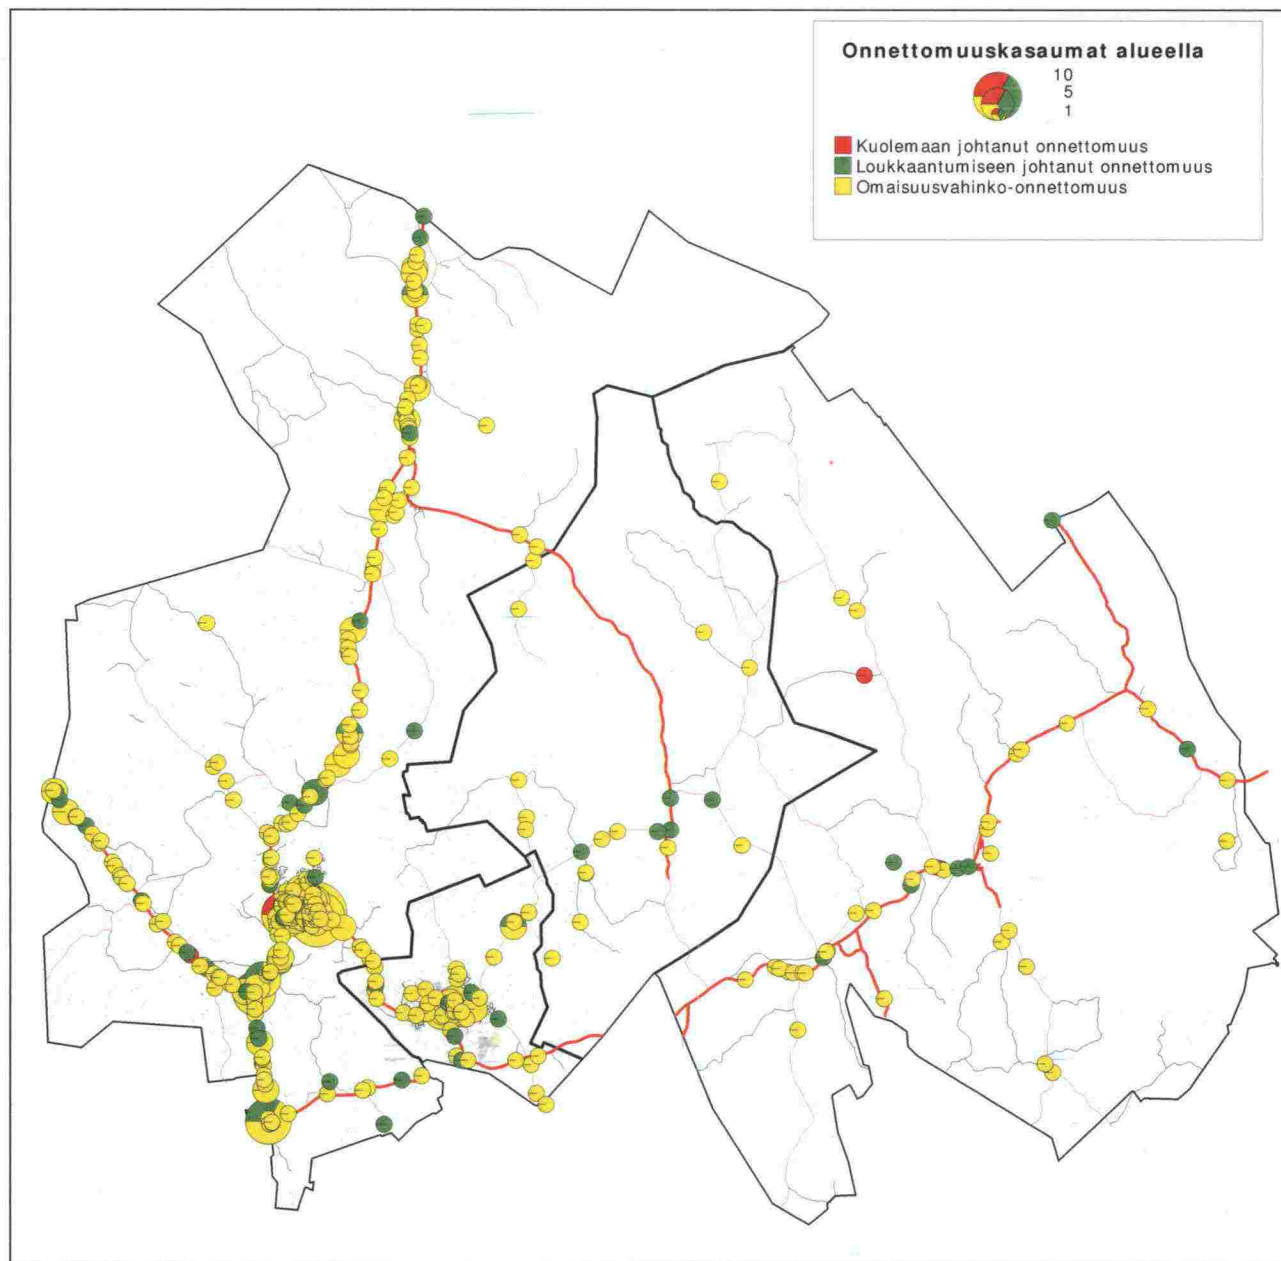 Onnettomuuskasaumat alueella
10
5
1
Kuolemaan johtanut onnettomuus
Loukkaantumiseen johtanut onnettomuus
Omaisuusvahinko-onnettomuus